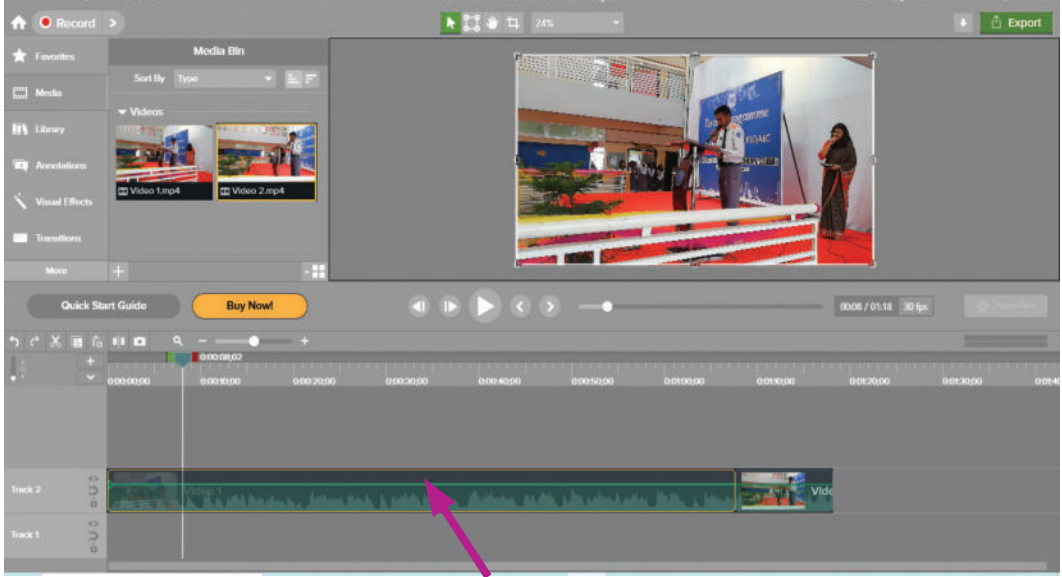 Record
24%
Export
Favorites
Media
Library
Annotations
Visual Effects
Transitions
More
Media Bin
Sort By Type
Videos
Video 1.mp4
Video 2.mp4
Quick Start Guide
Buy Now!
00:08 / 01:18 30 fps
Properties
0:00:08;02
0:00:00;00 0:00:10;00 0:00:20;00 0:00:30;00 0:00:40;00 0:00:50;00 0:01:00;00 0:01:10;00 0:01:20;00 0:01:30;00 0:01:40
Track 2
Video 1
Vide
Track 1